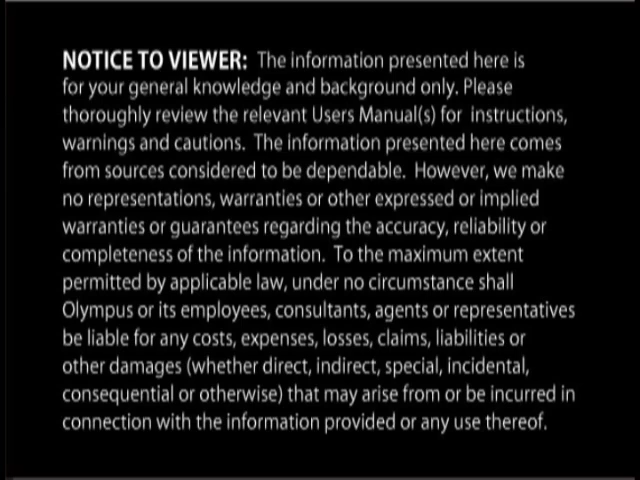 NOTICE TO VIEWER: The information presented here is
for your general knowledge and background only. Please
thoroughly review the relevant Users Manual(s) for instructions,
warnings and cautions. The information presented here comes
from sources considered to be dependable. However, we make
no representations, warranties or other expressed or implied
warranties or guarantees regarding the accuracy, reliability or
completeness of the information. To the maximum extent
permitted by applicable law, under no circumstance shall
Olympus or its employees, consultants, agents or representatives
be liable for any costs, expenses, losses, claims, liabilities or
other damages (whether direct, indirect, special, incidental,
consequential or otherwise) that may arise from or be incurred in
connection with the information provided or any use thereof.